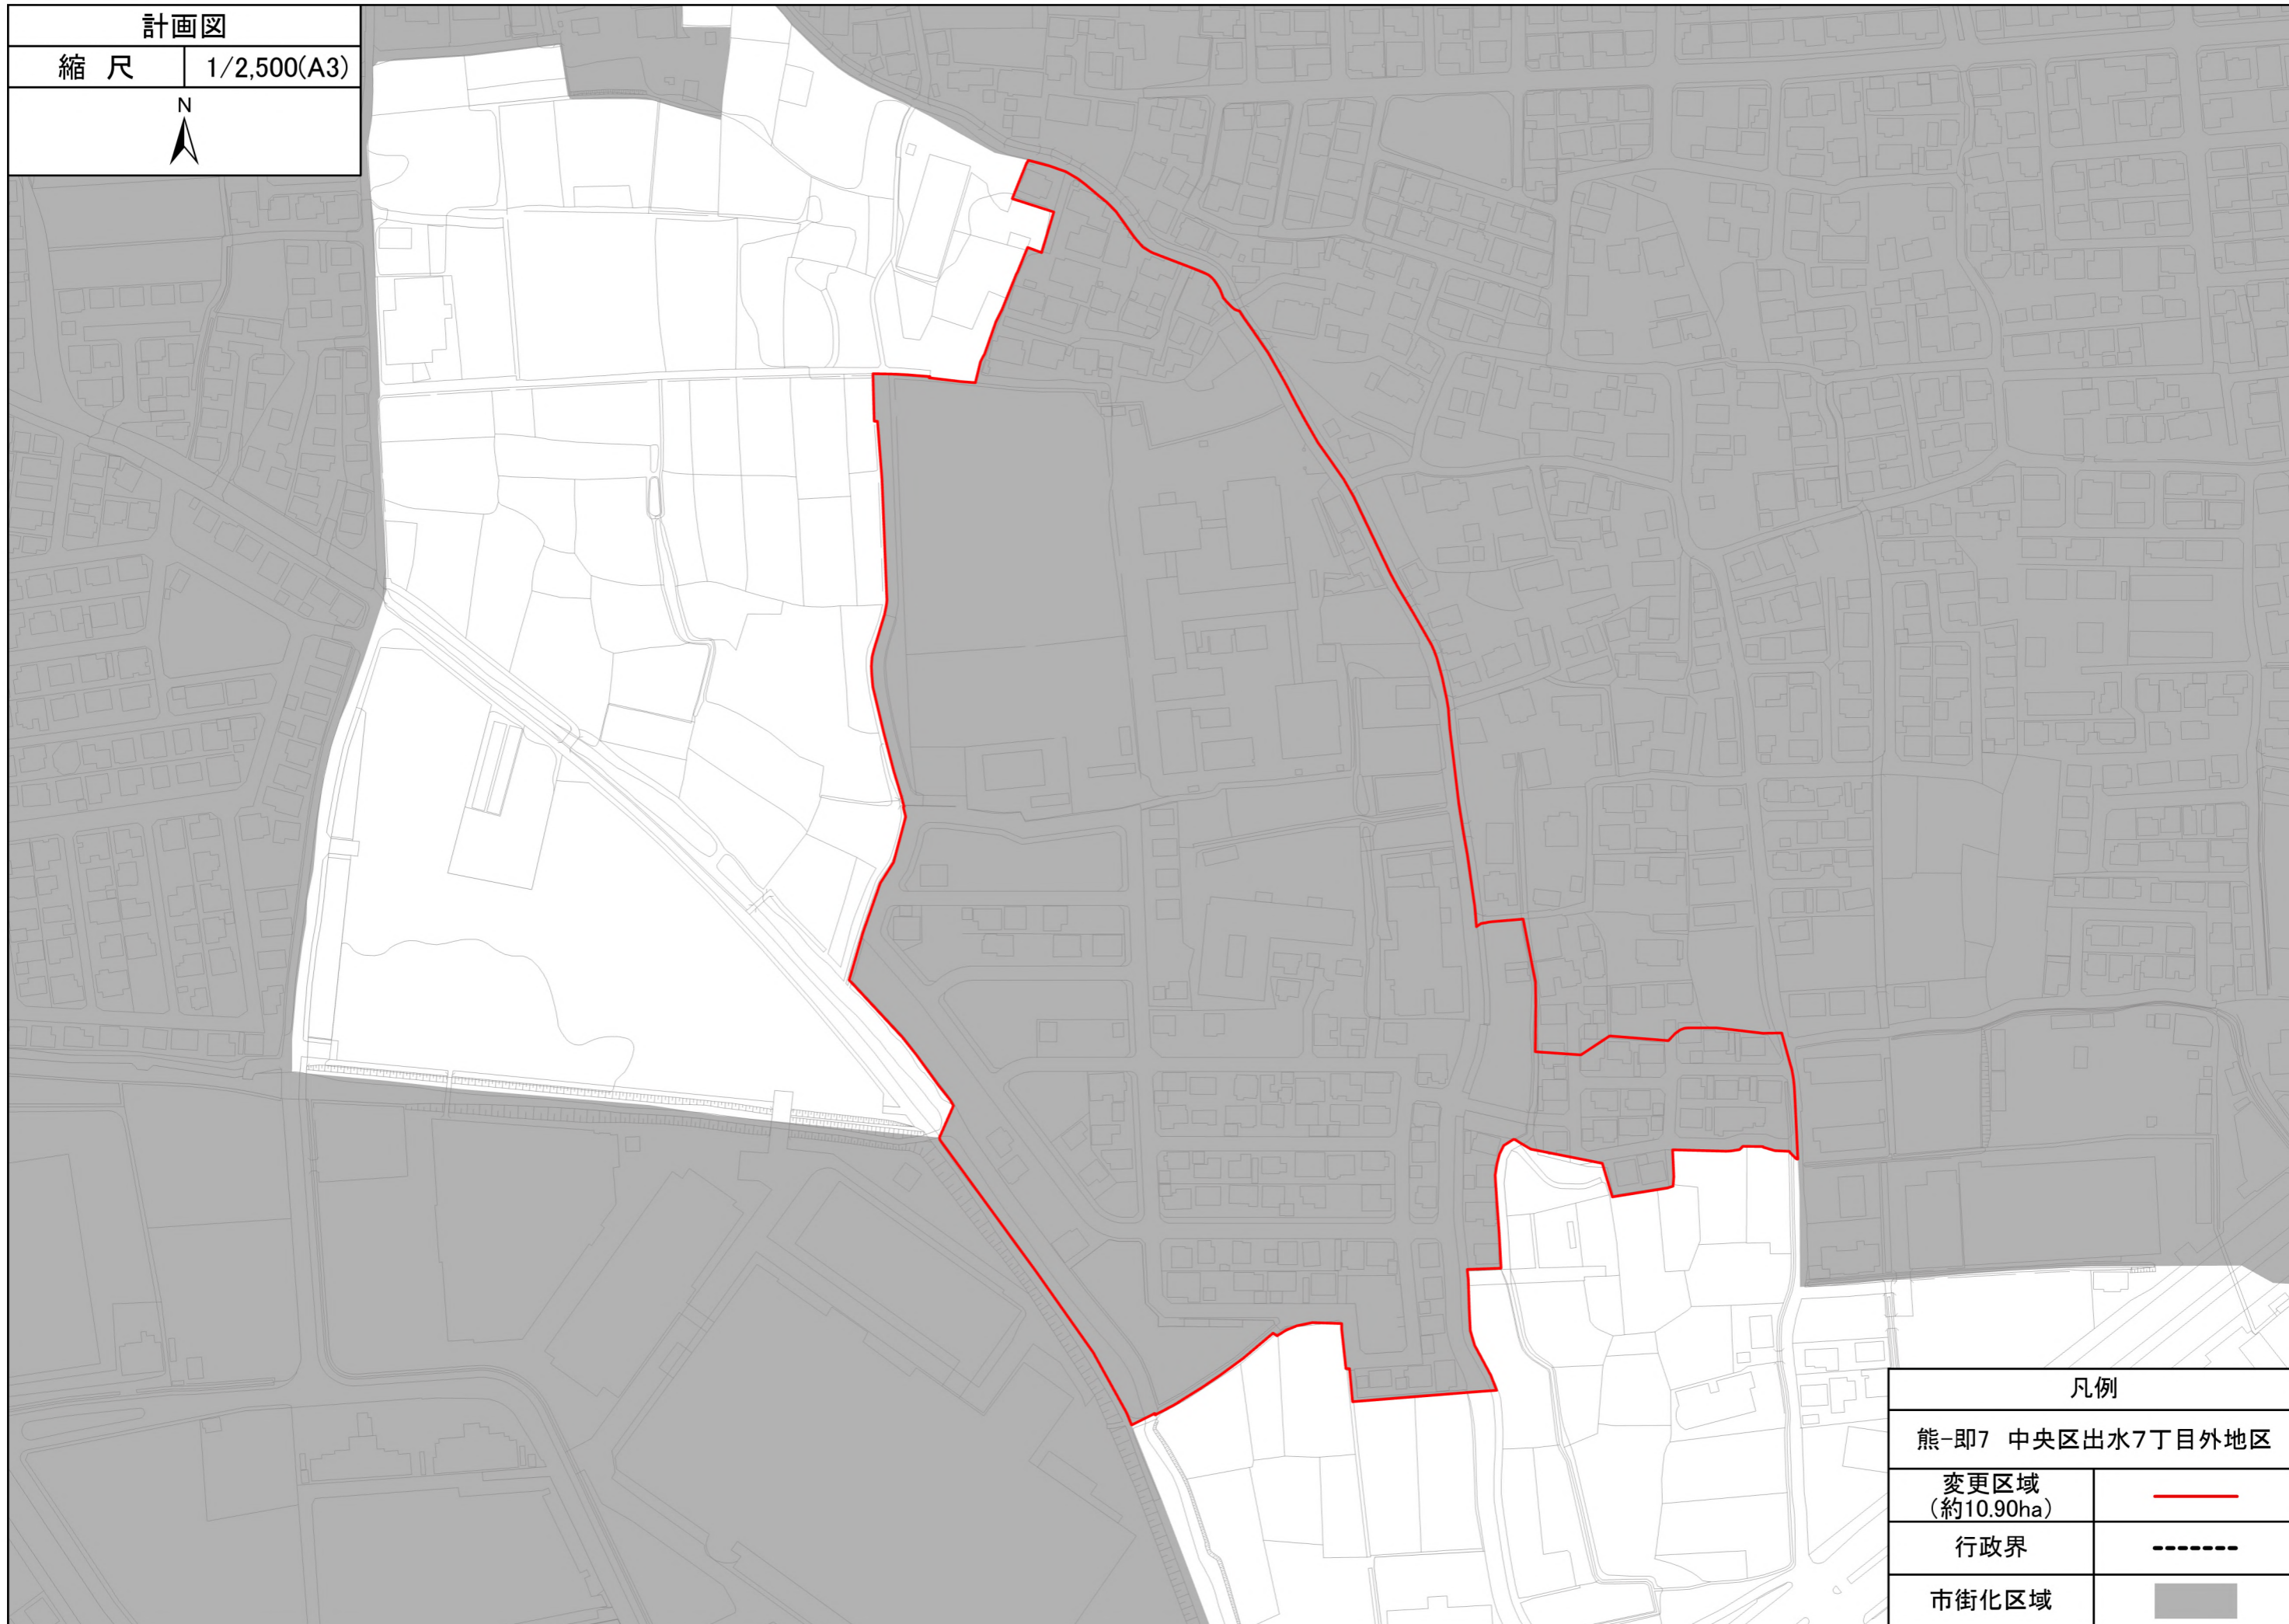 計画図
縮 尺 1/2,500(A3)
N
凡例
熊-即7 中央区出水7丁目外地区
変更区域
(約10.90ha)
行政界
市街化区域